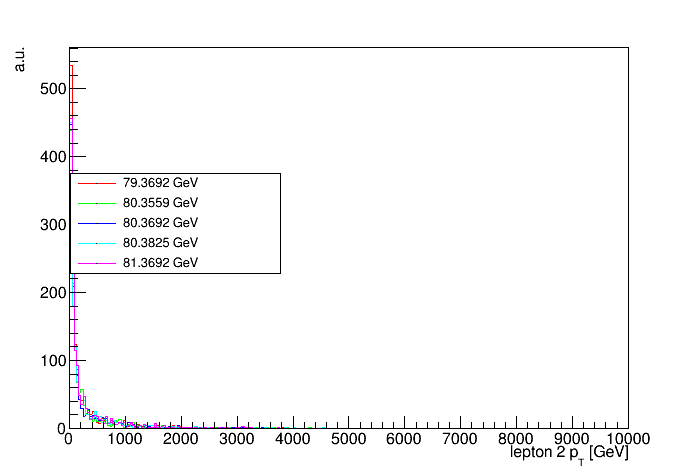 a.u.
500
400
300
200
100
0
79.3692 GeV
80.3559 GeV
80.3692 GeV
80.3825 GeV
81.3692 GeV
0 1000 2000 3000 4000 5000 6000 7000 8000 9000 10000
lepton 2 p_T [GeV]